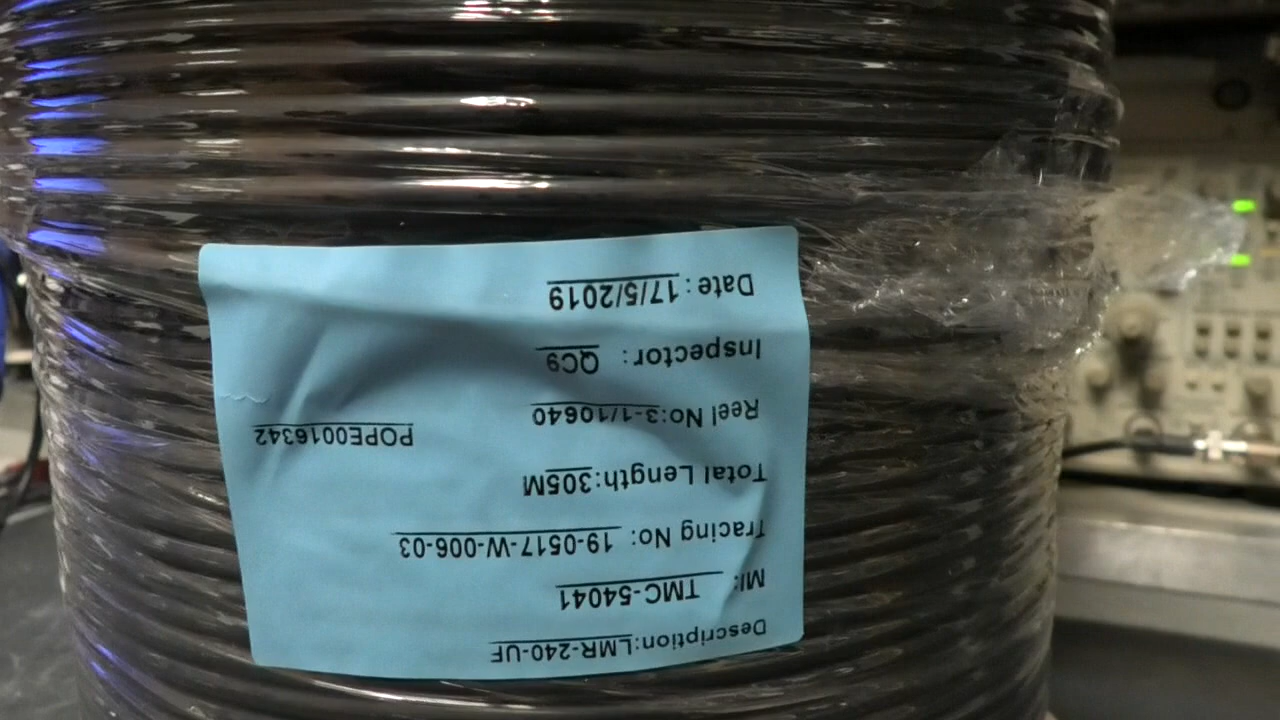 Description:LMR-240-UF
MI: TMC-54041
Tracing No: 19-0517-W-006-03
Total Length:305M
Reel No:3-1/10640 POPE0016342
Inspector: QC9
Date:17/5/2019